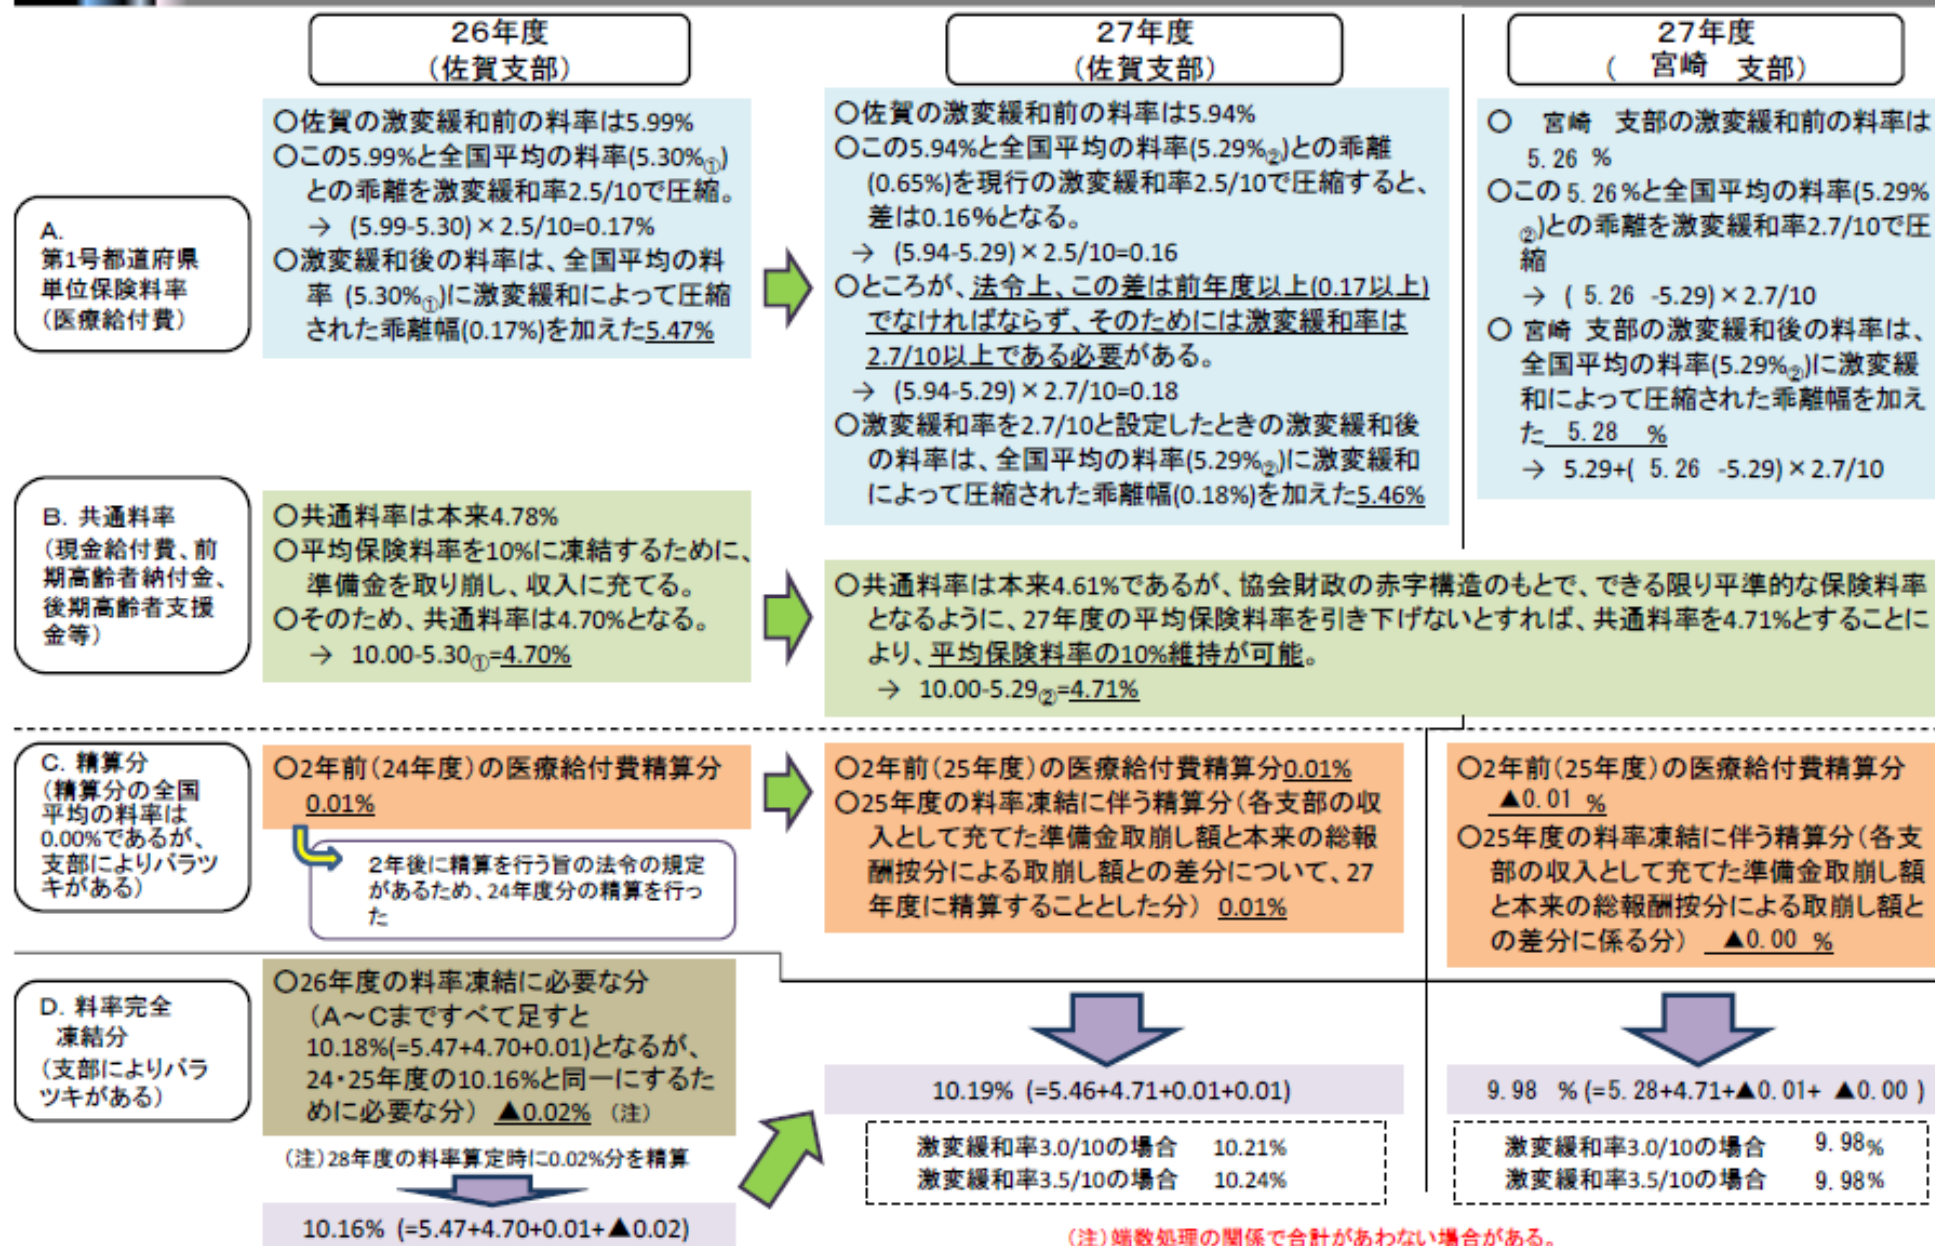 26年度
(佐賀支部)
27年度
(佐賀支部)
27年度
( 宮崎 支部)
A.
第1号都道府県
単位保険料率
(医療給付費)
○佐賀の激変緩和前の料率は5.99%
○この5.99%と全国平均の料率(5.30%①)
との乖離を激変緩和率2.5/10で圧縮。
→ (5.99-5.30)×2.5/10=0.17%
○激変緩和後の料率は、全国平均の料
率 (5.30%①)に激変緩和によって圧縮
された乖離幅(0.17%)を加えた5.47%
○佐賀の激変緩和前の料率は5.94%
○この5.94%と全国平均の料率(5.29%②)との乖離
(0.65%)を現行の激変緩和率2.5/10で圧縮すると、
差は0.16%となる。
→ (5.94-5.29)×2.5/10=0.16
○ところが、法令上、この差は前年度以上(0.17以上)
でなければならず、そのためには激変緩和率は
2.7/10以上である必要がある。
→ (5.94-5.29)×2.7/10=0.18
○激変緩和率を2.7/10と設定したときの激変緩和後
の料率は、全国平均の料率(5.29%②)に激変緩和
によって圧縮された乖離幅(0.18%)を加えた5.46%
○ 宮崎 支部の激変緩和前の料率は
5.26 %
○この5.26%と全国平均の料率(5.29%
②)との乖離を激変緩和率2.7/10で圧
縮
→ ( 5.26 -5.29)×2.7/10
○ 宮崎 支部の激変緩和後の料率は、
全国平均の料率(5.29%②)に激変緩
和によって圧縮された乖離幅を加え
た 5.28 %
→ 5.29+( 5.26 -5.29)×2.7/10
B. 共通料率
(現金給付費、前
期高齢者納付金、
後期高齢者支援
金等)
○共通料率は本来4.78%
○平均保険料率を10%に凍結するために、
準備金を取り崩し、収入に充てる。
○そのため、共通料率は4.70%となる。
→ 10.00-5.30①=4.70%
○共通料率は本来4.61%であるが、協会財政の赤字構造のもとで、できる限り平準的な保険料率
となるように、27年度の平均保険料率を引き下げないとすれば、共通料率を4.71%とすることに
より、平均保険料率の10%維持が可能。
→ 10.00-5.29②=4.71%
C. 精算分
(精算分の全国
平均の料率は
0.00%であるが、
支部によりバラツ
キがある)
○2年前(24年度)の医療給付費精算分
0.01%
2年後に精算を行う旨の法令の規定
があるため、24年度分の精算を行っ
た
○2年前(25年度)の医療給付費精算分0.01%
○25年度の料率凍結に伴う精算分(各支部の収
入として充てた準備金取崩し額と本来の総報
酬按分による取崩し額との差分について、27
年度に精算することとした分) 0.01%
○2年前(25年度)の医療給付費精算分
▲0.01 %
○25年度の料率凍結に伴う精算分(各支
部の収入として充てた準備金取崩し額
と本来の総報酬按分による取崩し額と
の差分に係る分) ▲0.00 %
D. 料率完全
凍結分
(支部によりバラ
ツキがある)
○26年度の料率凍結に必要な分
(A～Cまですべて足すと
10.18%(=5.47+4.70+0.01)となるが、
24・25年度の10.16%と同一にするた
めに必要な分) ▲0.02% (注)
(注)28年度の料率算定時に0.02%分を精算
10.16% (=5.47+4.70+0.01+▲0.02)
10.19% (=5.46+4.71+0.01+0.01)
激変緩和率3.0/10の場合 10.21%
激変緩和率3.5/10の場合 10.24%
9.98 %(=5.28+4.71+▲0.01+ ▲0.00 )
激変緩和率3.0/10の場合 9.98%
激変緩和率3.5/10の場合 9.98%
(注)端数処理の関係で合計があわない場合がある。